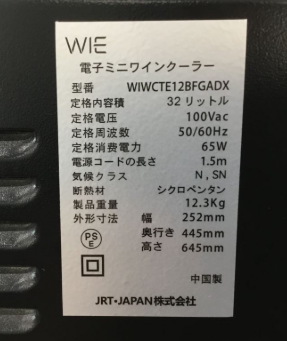 WIE
電子ミニワインクーラー
型番 WIWCTE12BFGADX
定格内容積 32リットル
定格電圧 100Vac
定格周波数 50/60Hz
定格消費電力 65W
電源コードの長さ 1.5m
気候クラス N , SN
断熱材 シクロペンタン
製品重量 12.3Kg
外形寸法 幅 252mm
奥行き 445mm
高さ 645mm
PS
E
中国製
JRT・JAPAN株式会社